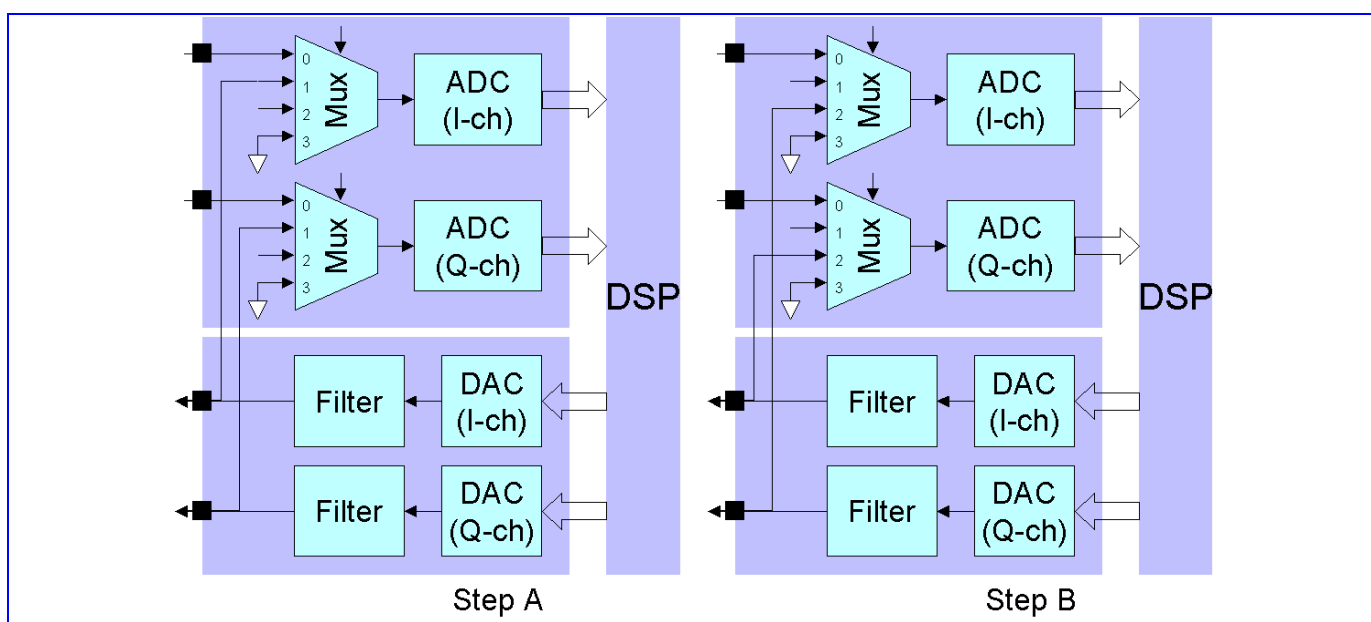 0
1
2
3
Mux
ADC
(I-ch)
0
1
2
3
Mux
ADC
(Q-ch)
DSP
Filter
DAC
(I-ch)
Filter
DAC
(Q-ch)
Step A
0
1
2
3
Mux
ADC
(I-ch)
0
1
2
3
Mux
ADC
(Q-ch)
DSP
Filter
DAC
(I-ch)
Filter
DAC
(Q-ch)
Step B